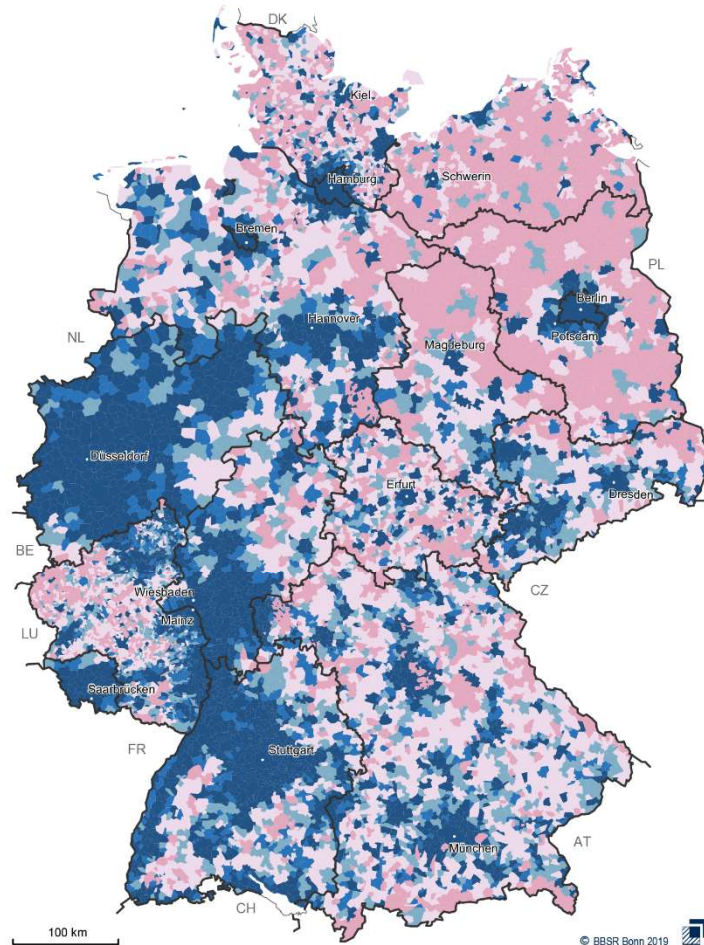 DK
Kiel
Hamburg
Schwerin
Bremen
PL
Berlin
Hannover
NL
Potsdam
Magdeburg
Düsseldorf
Erfurt
Dresden
BE
CZ
Wiesbaden
LU
Mainz
Saarbrücken
FR
Stuttgart
AT
München
CH
100 km
© BBSR Bonn 2019